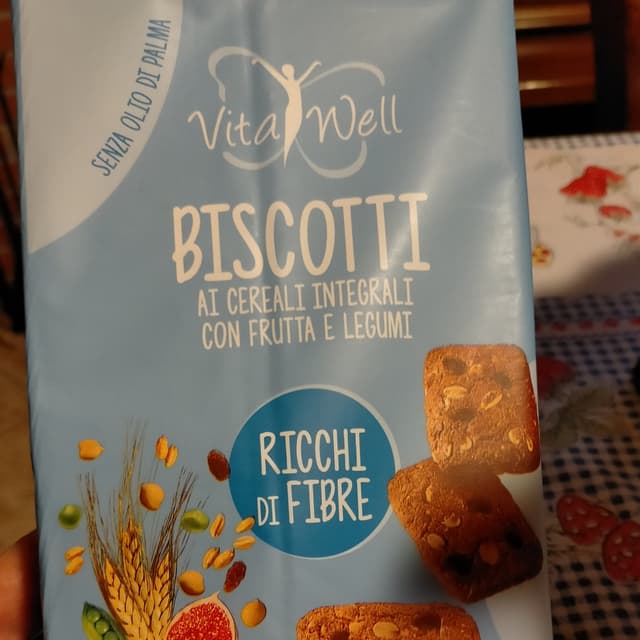 SENZA OLIO DI PALMA
Vita Well
BISCOTTI
AI CEREALI INTEGRALI
CON FRUTTA E LEGUMI
RICCHI
DI FIBRE